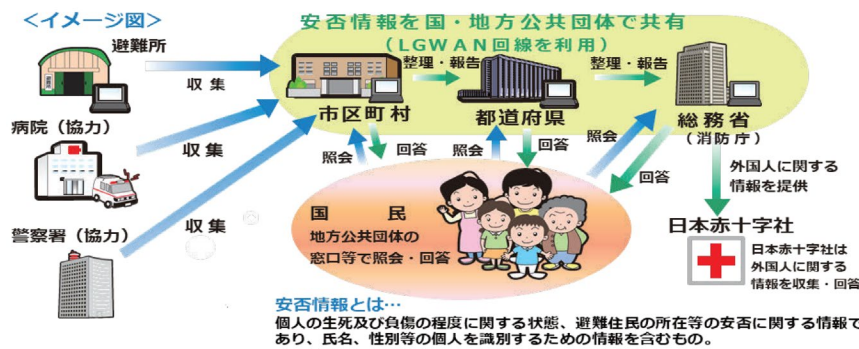 ＜イメージ図＞
安否情報を国・地方公共団体で共有
（LGWAN回線を利用）
避難所
収集
整理・報告
整理・報告
市区町村
都道府県
総務省
（消防庁）
病院（協力）
収集
照会
回答
照会
回答
照会
回答
外国人に関する
情報を提供
警察署（協力）
収集
国　民
地方公共団体の
窓口等で照会・回答
日本赤十字社
日本赤十字社は
外国人に関する
情報を収集・回答
安否情報とは…
個人の生死及び負傷の程度に関する状態、避難住民の所在等の安否に関する情報で
あり、氏名、性別等の個人を識別するための情報を含むもの。